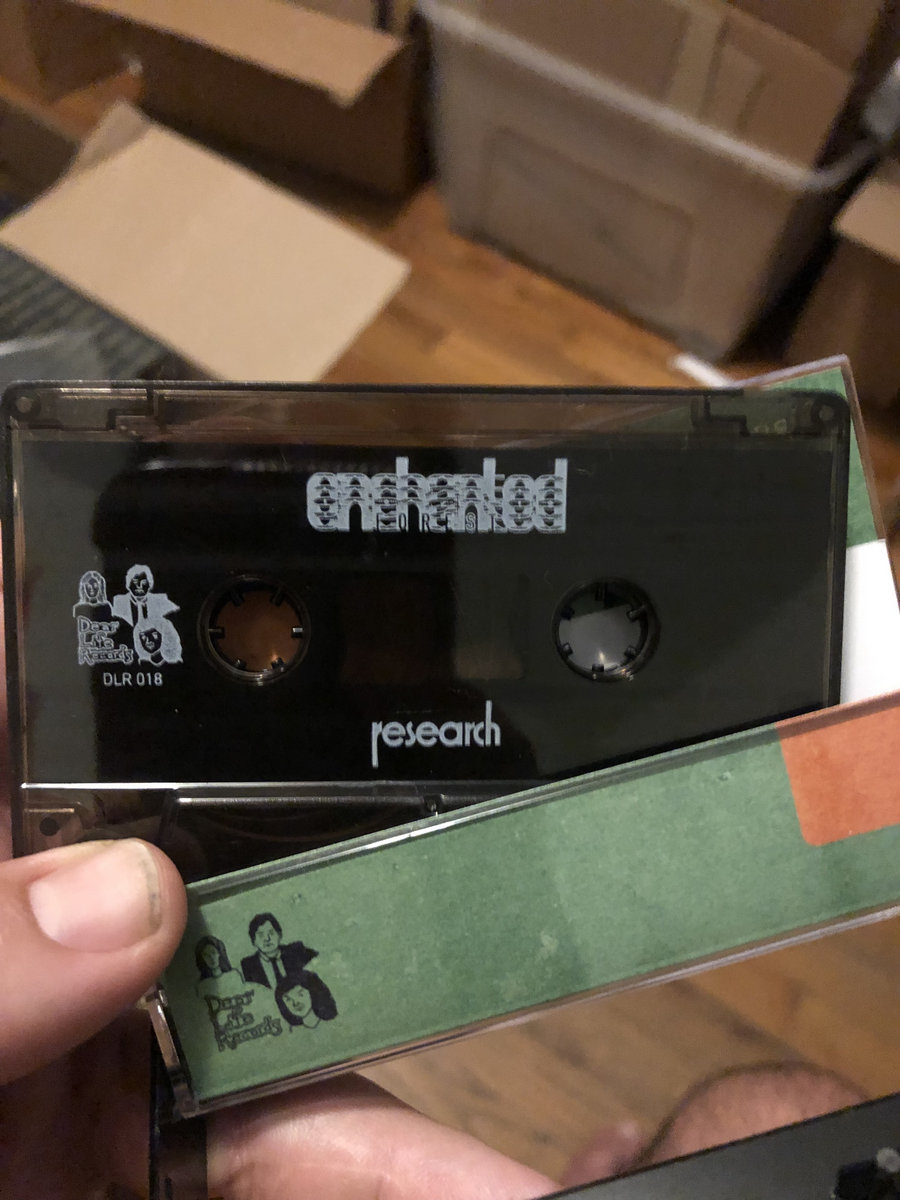 enchanted
FOREST
Dear
Life
Records
DLR 018
research
Dear
Life
Records